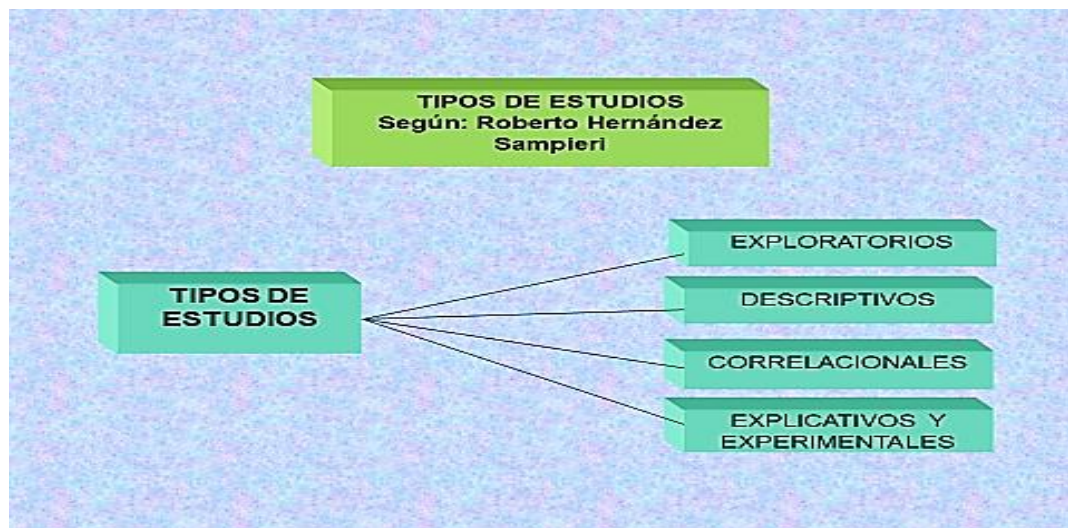 TIPOS DE ESTUDIOS
Según: Roberto Hernández
Sampieri
EXPLORATORIOS
TIPOS DE
ESTUDIOS
DESCRIPTIVOS
CORRELACIONALES
EXPLICATIVOS Y
EXPERIMENTALES